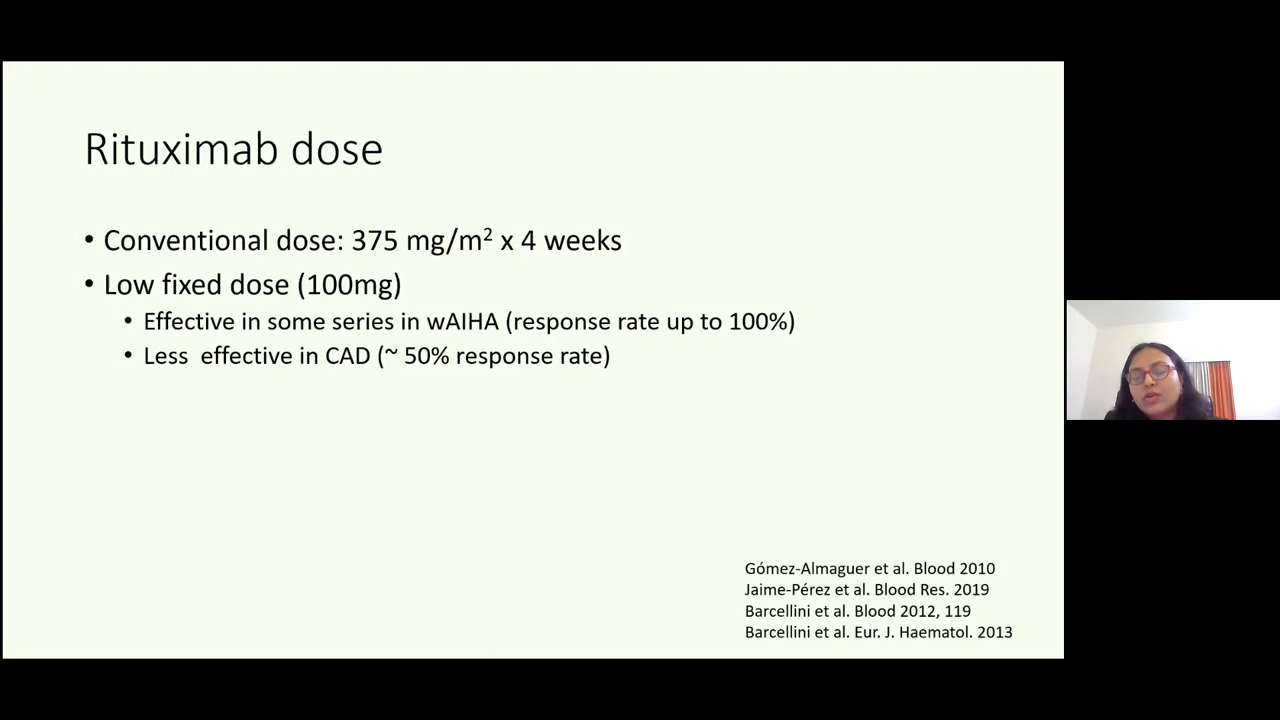 Rituximab dose
• Conventional dose: 375 mg/m² x 4 weeks
• Low fixed dose (100mg)
• Effective in some series in wAIHA (response rate up to 100%)
• Less  effective in CAD (~ 50% response rate)
Gómez-Almaguer et al. Blood 2010
Jaime-Pérez et al. Blood Res. 2019
Barcellini et al. Blood 2012, 119
Barcellini et al. Eur. J. Haematol. 2013